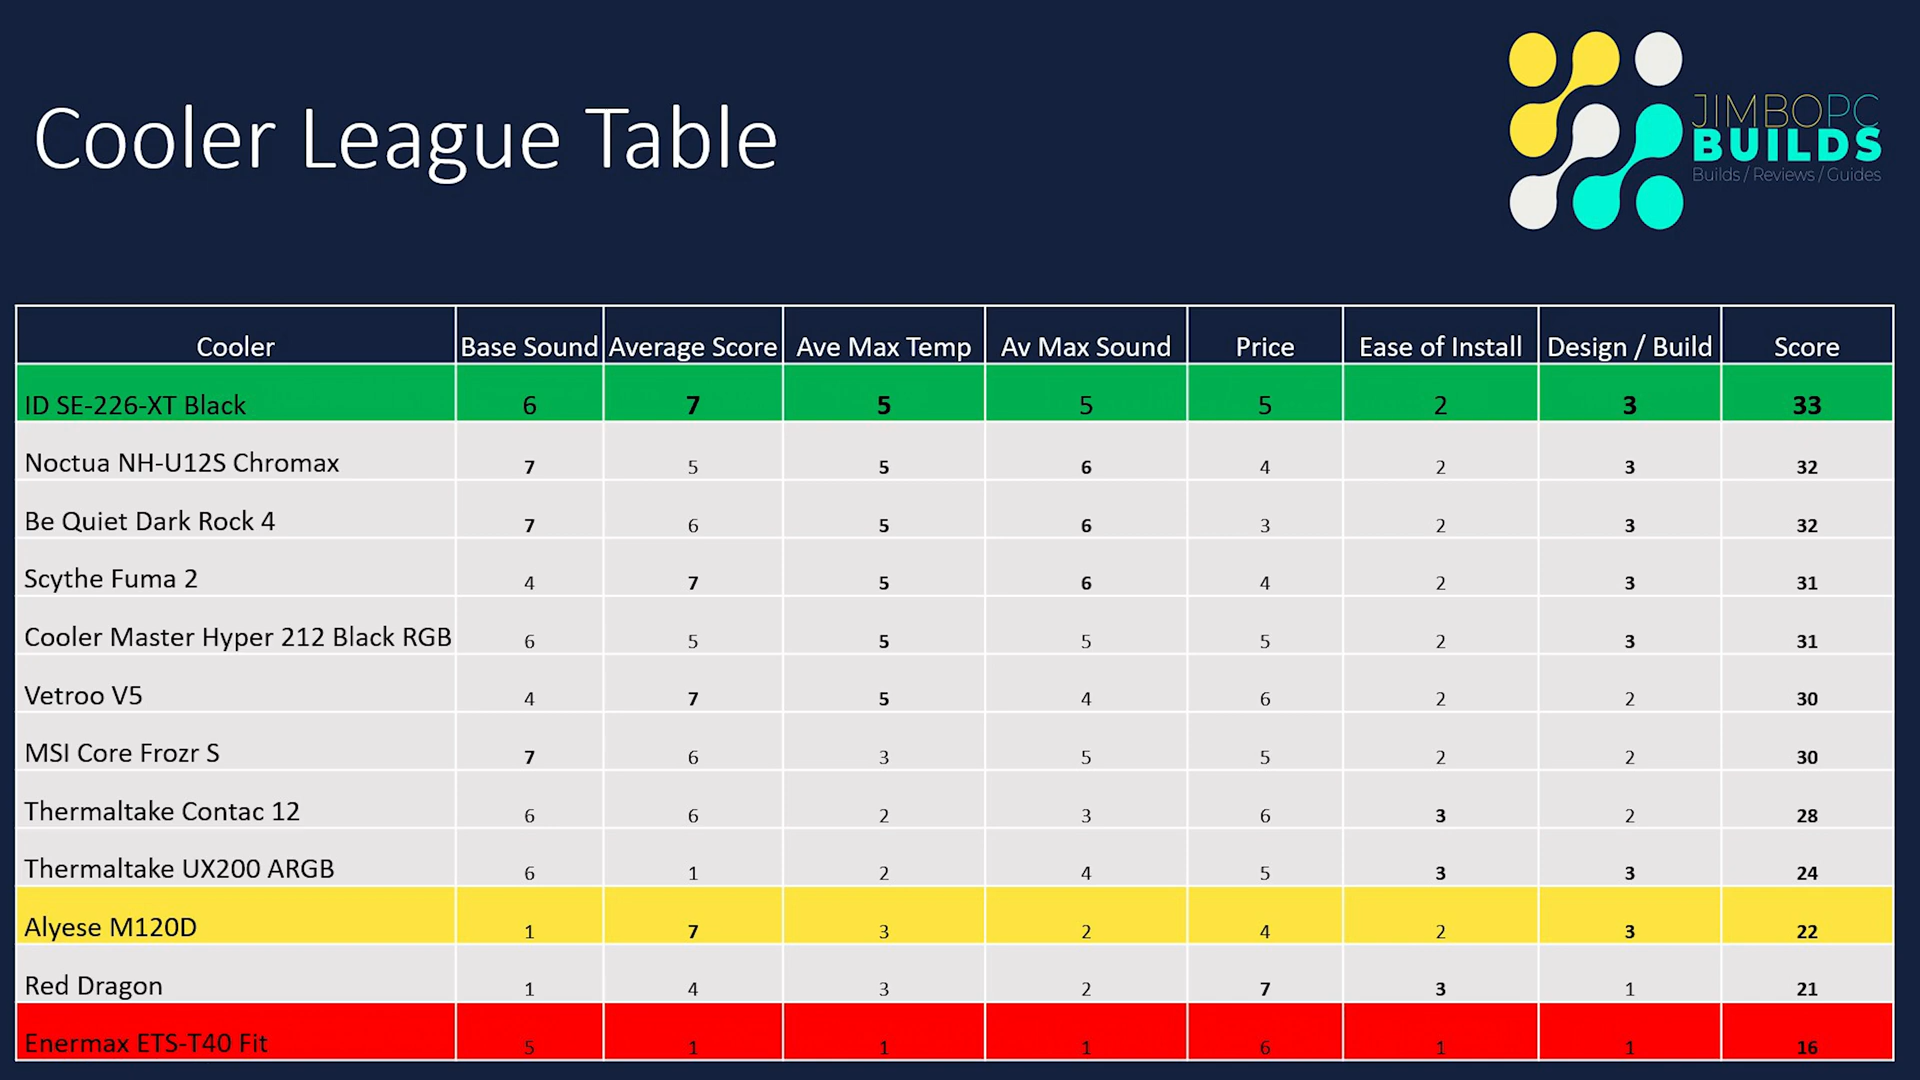 Cooler League Table
JIMBOPC
BUILDS
Builds / Reviews / Guides
Cooler Base Sound Average Score Ave Max Temp Av Max Sound Price Ease of Install Design / Build Score
ID SE-226-XT Black 6 7 5 5 5 2 3 33
Noctua NH-U12S Chromax 7 5 5 6 4 2 3 32
Be Quiet Dark Rock 4 7 6 5 6 3 2 3 32
Scythe Fuma 2 4 7 5 6 4 2 3 31
Cooler Master Hyper 212 Black RGB 6 5 5 5 5 2 3 31
Vetroo V5 4 7 5 4 6 2 2 30
MSI Core Frozr S 7 6 3 5 5 2 2 30
Thermaltake Contac 12 6 6 2 3 6 3 2 28
Thermaltake UX200 ARGB 6 1 2 4 5 3 3 24
Alyese M120D 1 7 3 2 4 2 3 22
Red Dragon 1 4 3 2 7 3 1 21
Enermax ETS-T40 Fit 5 1 1 1 6 1 1 16